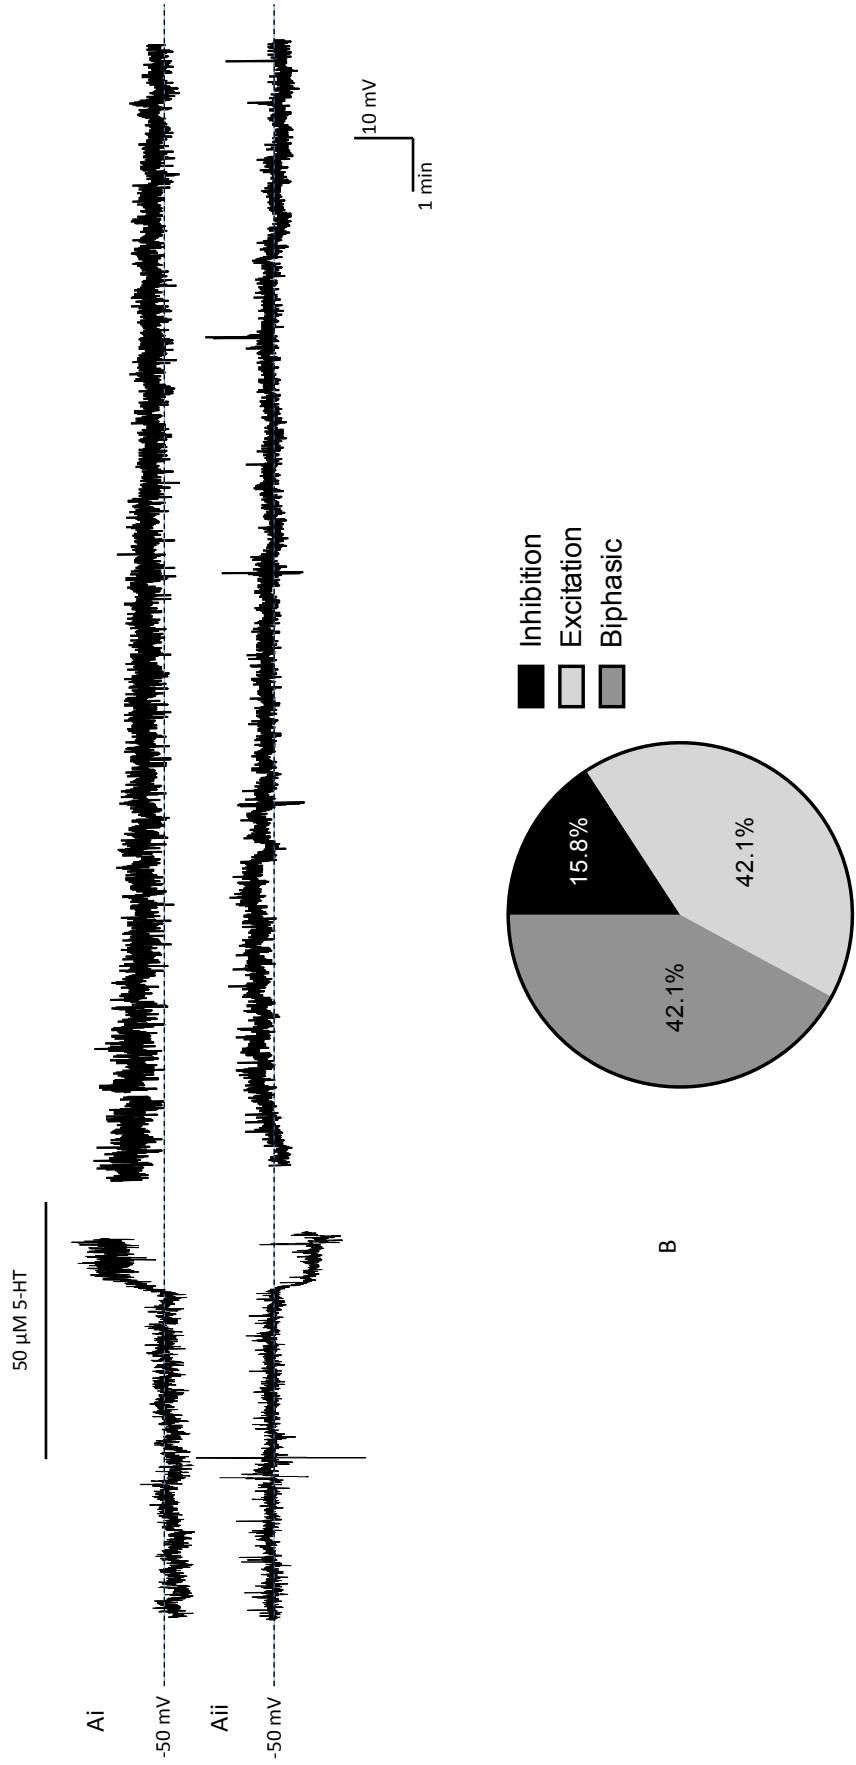 50 µM 5-HT
Ai
-50 mV
Aii
-50 mV
10 mV
1 min
B
15.8%
42.1%
42.1%
Inhibition
Excitation
Biphasic